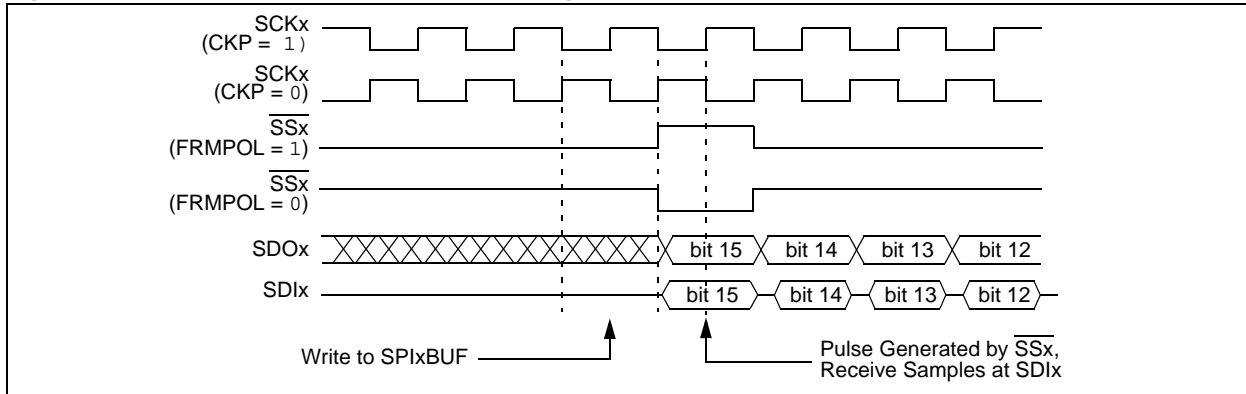 SCKx
(CKP = 1)
SCKx
(CKP = 0)
SSx
(FRMPOL = 1)
SSx
(FRMPOL = 0)
SDOx
bit 15 bit 14 bit 13 bit 12
SDIx
bit 15 bit 14 bit 13 bit 12
Write to SPIxBUF
Pulse Generated by SSx,
Receive Samples at SDIx